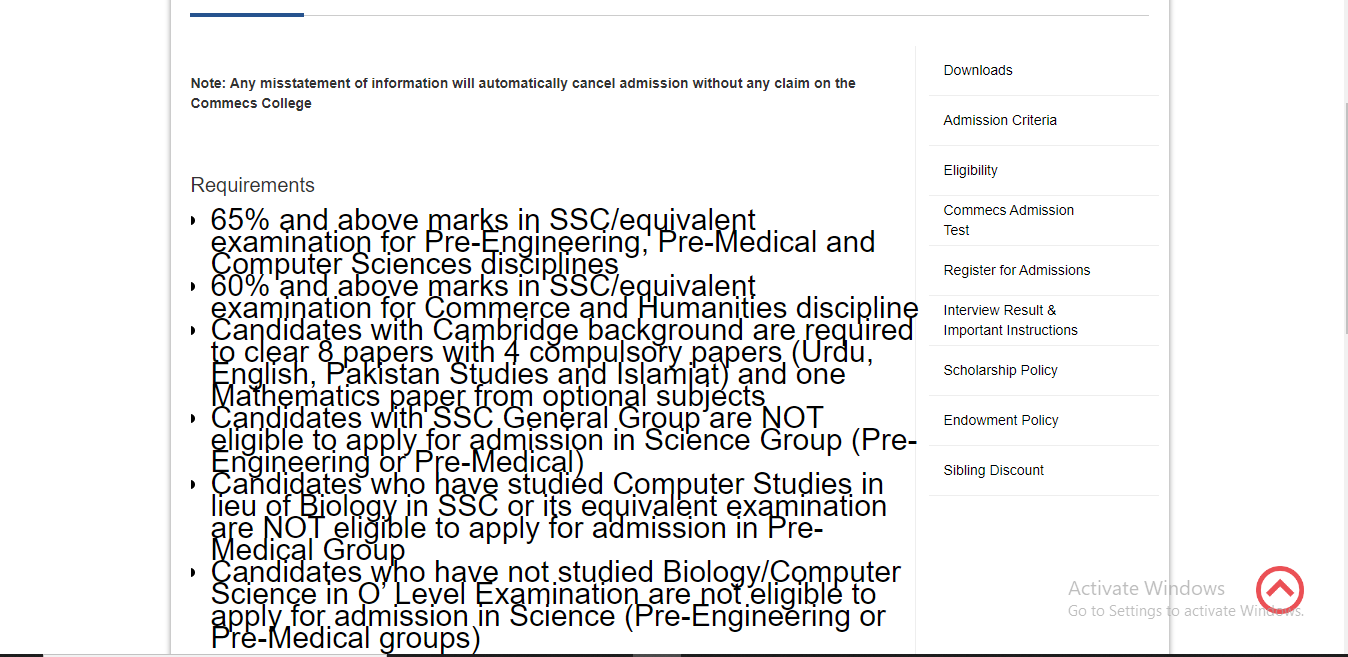 Note: Any misstatement of information will automatically cancel admission without any claim on the
Commecs College
Requirements
65% and above marks in SSC/equivalent
examination for Pre-Engineering, Pre-Medical and
Computer Sciences disciplines
60% and above marks in SSC/equivalent
examination for Commerce and Humanities discipline
Candidates with Cambridge background are required
to clear 8 papers with 4 compulsory papers (Urdu,
English, Pakistan Studies and Islamiat) and one
Mathematics paper from optional subjects
Candidates with SSC General Group are NOT
eligible to apply for admission in Science Group (Pre-
Engineering or Pre-Medical)
Candidates who have studied Computer Studies in
lieu of Biology in SSC or its equivalent examination
are NOT eligible to apply for admission in Pre-
Medical Group
Candidates who have not studied Biology/Computer
Science in O’ Level Examination are not eligible to
apply for admission in Science (Pre-Engineering or
Pre-Medical groups)
Downloads
Admission Criteria
Eligibility
Commecs Admission
Test
Register for Admissions
Interview Result &
Important Instructions
Scholarship Policy
Endowment Policy
Sibling Discount
Activate Windows
Go to Settings to activate Windows.